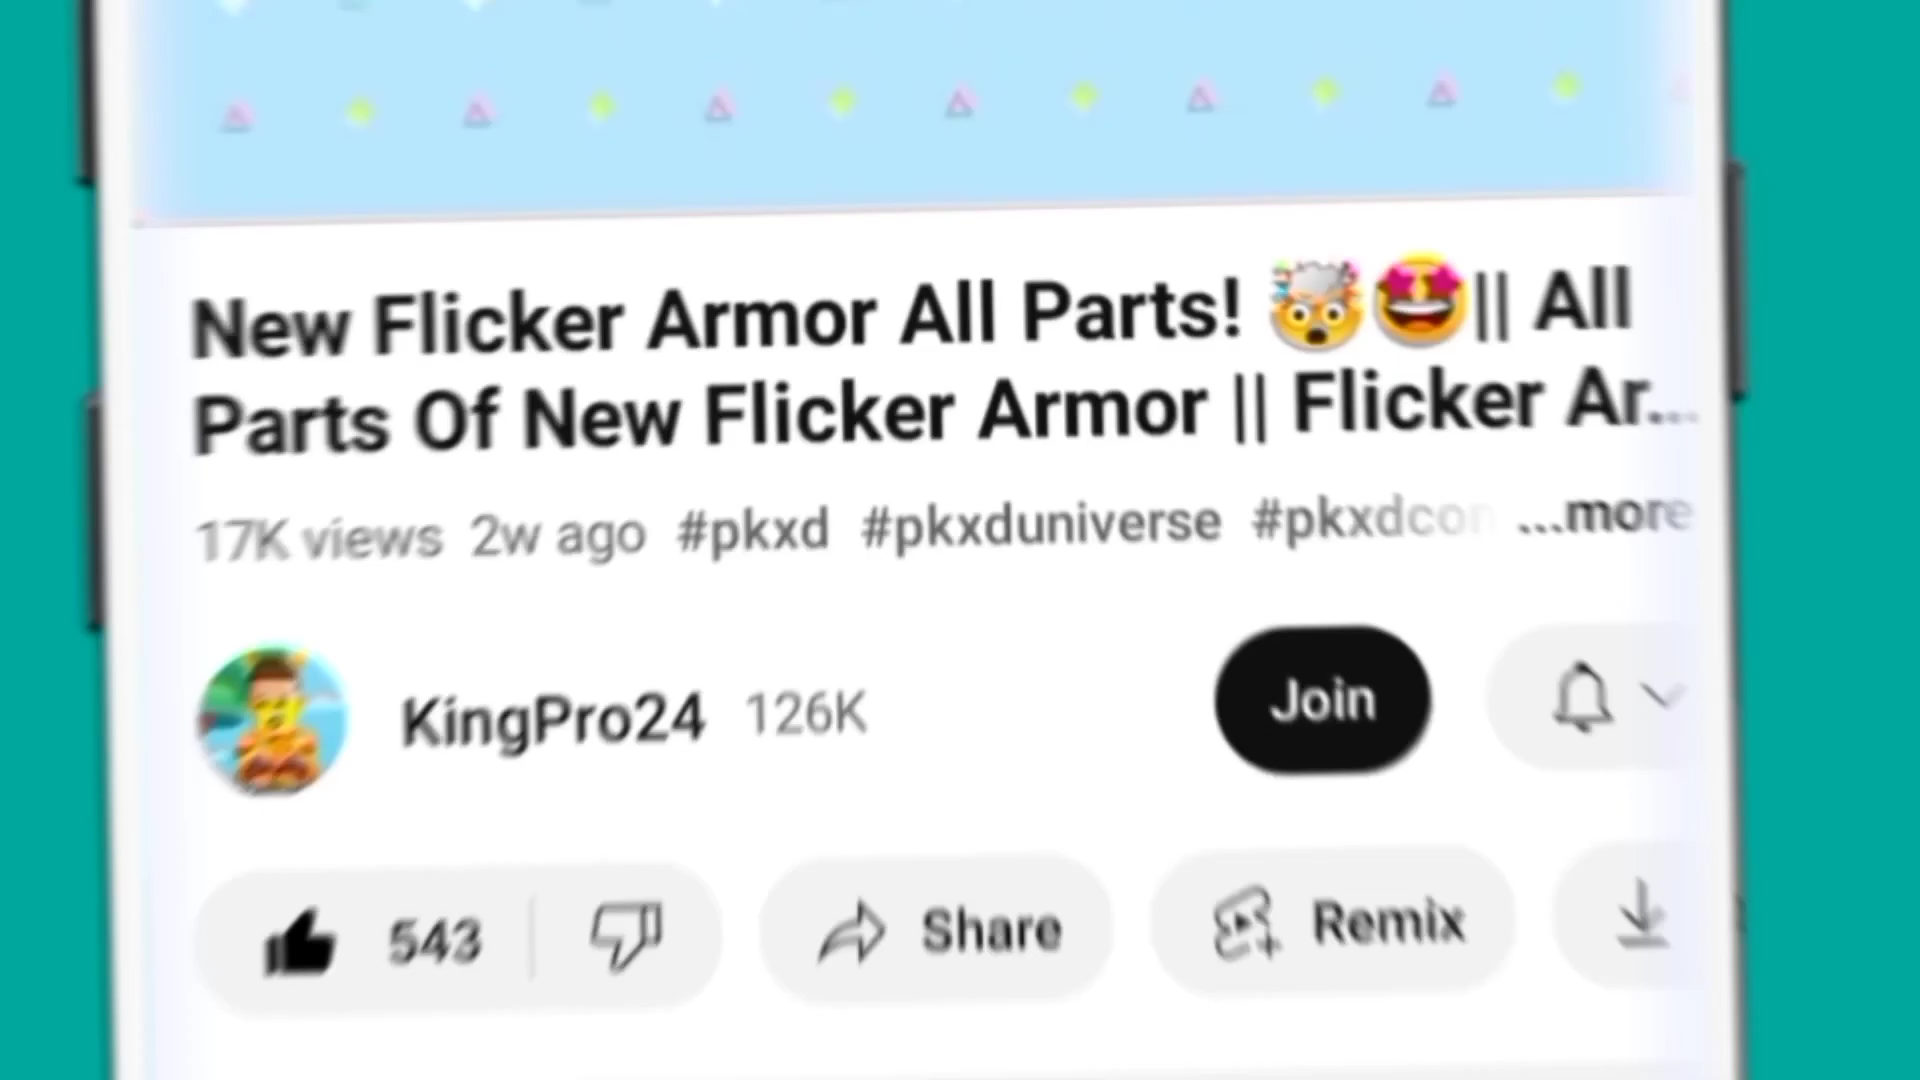 New Flicker Armor All Parts! 🤯🤩|| All
Parts Of New Flicker Armor || Flicker Ar...
17K views 2w ago #pkxd #pkxduniverse #pkxdcon ...more
KingPro24 126K
Join
543
Share
Remix